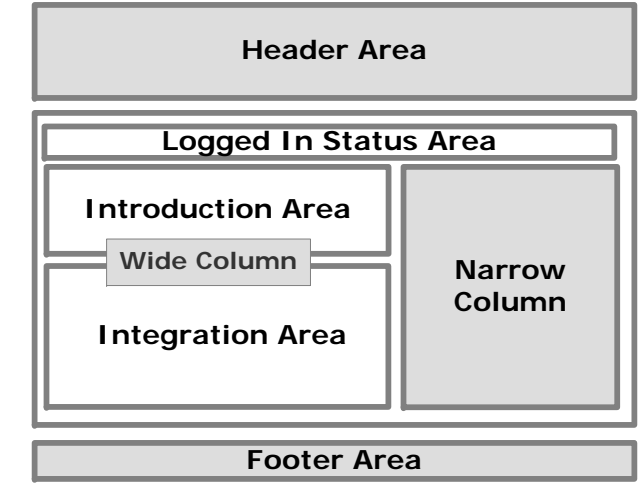 Header Area
Logged In Status Area
Introduction Area
Wide Column
Integration Area
Narrow
Column
Footer Area